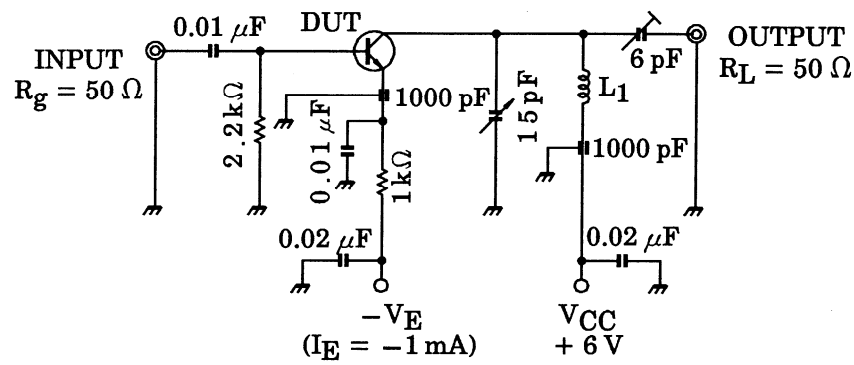 0.01 μF
DUT
INPUT
Rg = 50 Ω
OUTPUT
RL = 50 Ω
6 pF
L1
15 pF
1000 pF
2.2kΩ
0.01 μF
1kΩ
1000 pF
0.02 μF
0.02 μF
−VE
(IE = −1 mA)
VCC
+ 6 V